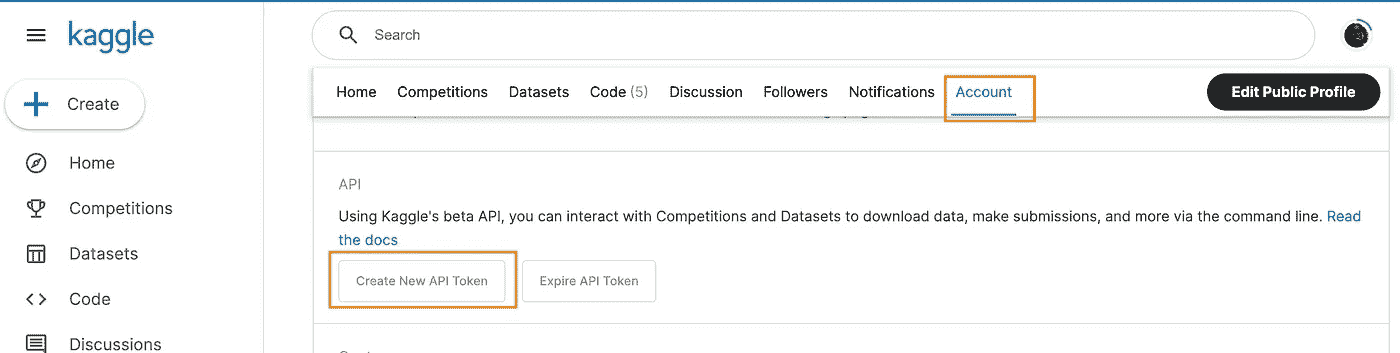 kaggle
Search
Home Competitions Datasets Code (5) Discussion Followers Notifications Account
Edit Public Profile
Create
Home
Competitions
Datasets
Code
Discussions
API
Using Kaggle's beta API, you can interact with Competitions and Datasets to download data, make submissions, and more via the command line. Read
the docs
Create New API Token Expire API Token